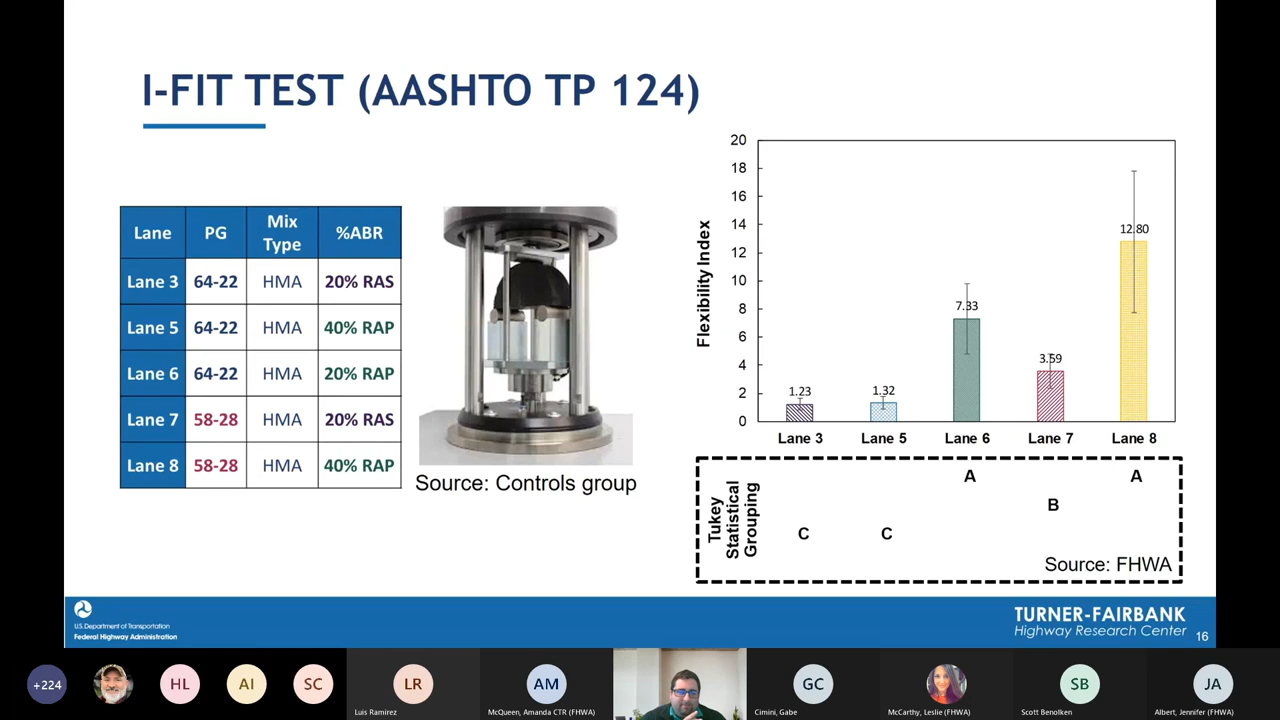 I-FIT TEST (AASHTO TP 124)
Lane PG Mix Type %ABR
Lane 3 64-22 HMA 20% RAS
Lane 5 64-22 HMA 40% RAP
Lane 6 64-22 HMA 20% RAP
Lane 7 58-28 HMA 20% RAS
Lane 8 58-28 HMA 40% RAP
Source: Controls group
Flexibility Index
20
18
16
14
12
10
8
6
4
2
0
1.23
1.32
7.33
3.59
12.80
Lane 3 Lane 5 Lane 6 Lane 7 Lane 8
Tukey
Statistical
Grouping
A A
B
C C
Source: FHWA
U.S. Department of Transportation
Federal Highway Administration
TURNER-FAIRBANK
Highway Research Center
16
+224 HL AI SC LR AM GC SB JA
Luis Ramirez McQueen, Amanda CTR (FHWA) Cimini, Gabe McCarthy, Leslie (FHWA) Scott Benolken Albert, Jennifer (FHWA)